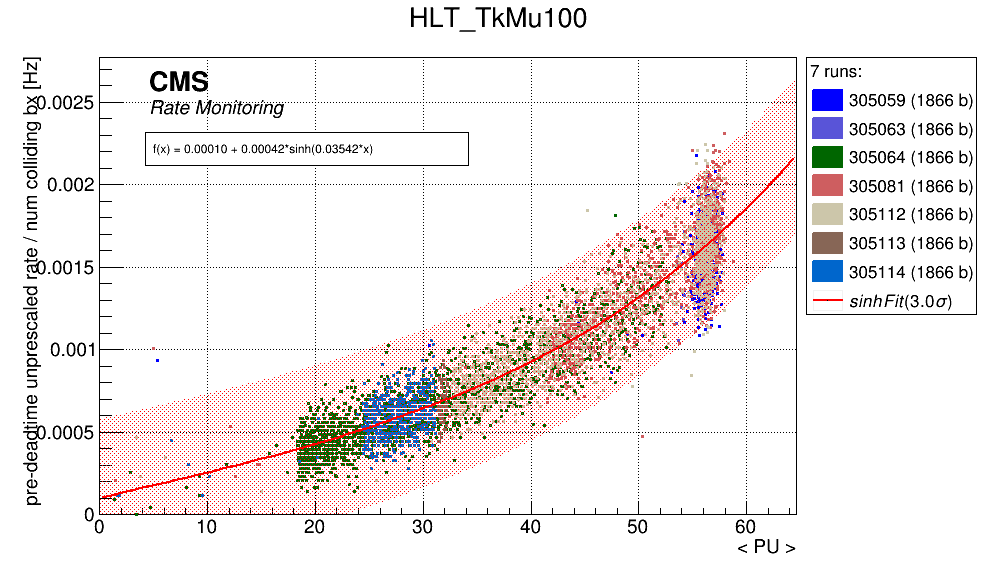 HLT_TkMu100
pre-deadtime unprescaled rate / num colliding bx [Hz]
CMS
Rate Monitoring
f(x) = 0.00010 + 0.00042*sinh(0.03542*x)
0.0025
0.002
0.0015
0.001
0.0005
0
0 10 20 30 40 50 60
< PU >
7 runs:
305059 (1866 b)
305063 (1866 b)
305064 (1866 b)
305081 (1866 b)
305112 (1866 b)
305113 (1866 b)
305114 (1866 b)
sinhFit(3.0σ)